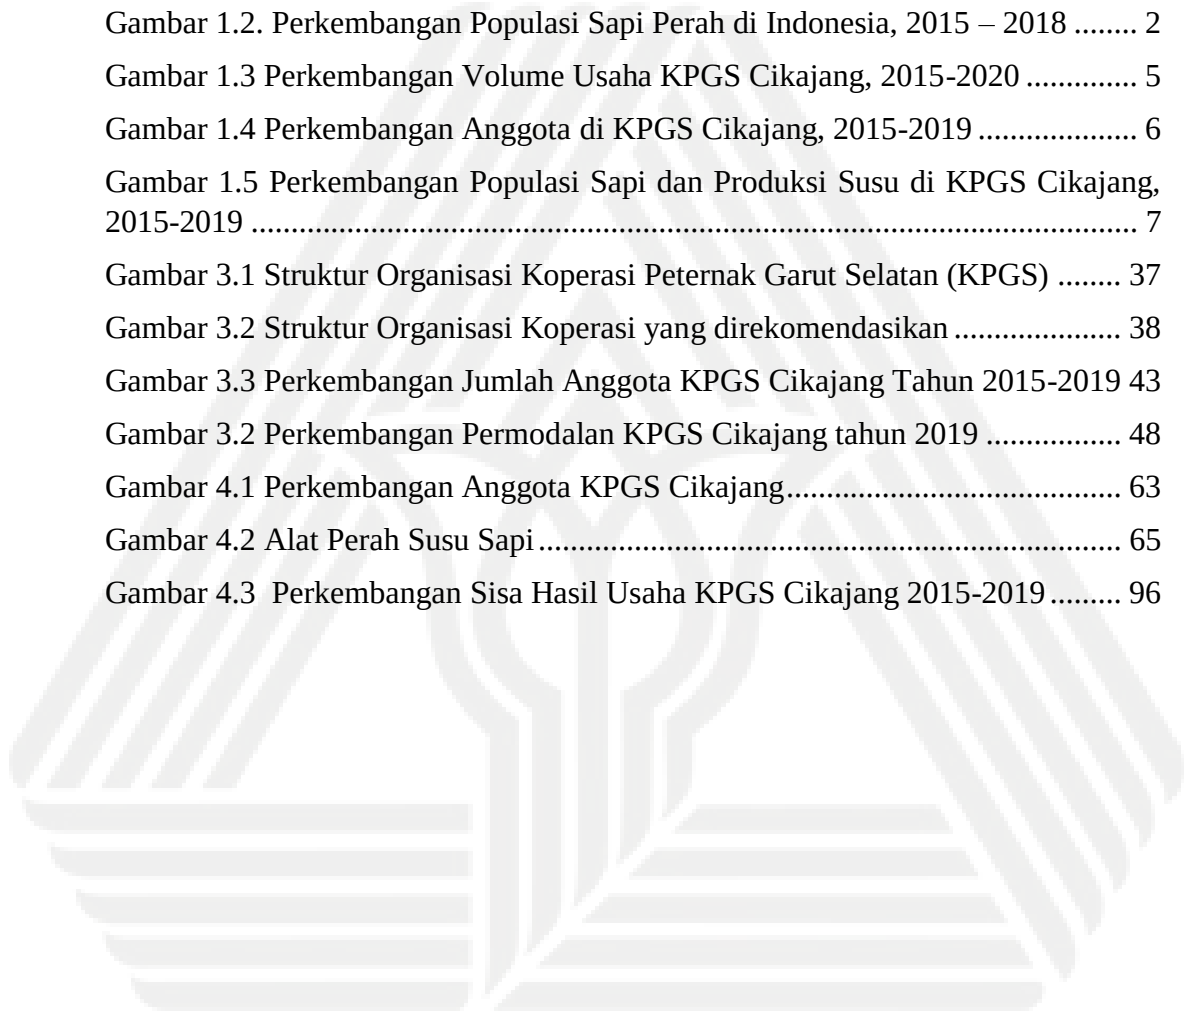 Gambar 1.2. Perkembangan Populasi Sapi Perah di Indonesia, 2015 – 2018 ........ 2
Gambar 1.3 Perkembangan Volume Usaha KPGS Cikajang, 2015-2020 .............. 5
Gambar 1.4 Perkembangan Anggota di KPGS Cikajang, 2015-2019 .................... 6
Gambar 1.5 Perkembangan Populasi Sapi dan Produksi Susu di KPGS Cikajang,
2015-2019 ............................................................................................................... 7
Gambar 3.1 Struktur Organisasi Koperasi Peternak Garut Selatan (KPGS) ........ 37
Gambar 3.2 Struktur Organisasi Koperasi yang direkomendasikan ..................... 38
Gambar 3.3 Perkembangan Jumlah Anggota KPGS Cikajang Tahun 2015-2019 43
Gambar 3.2 Perkembangan Permodalan KPGS Cikajang tahun 2019 ................. 48
Gambar 4.1 Perkembangan Anggota KPGS Cikajang.......................................... 63
Gambar 4.2 Alat Perah Susu Sapi ......................................................................... 65
Gambar 4.3  Perkembangan Sisa Hasil Usaha KPGS Cikajang 2015-2019 ......... 96